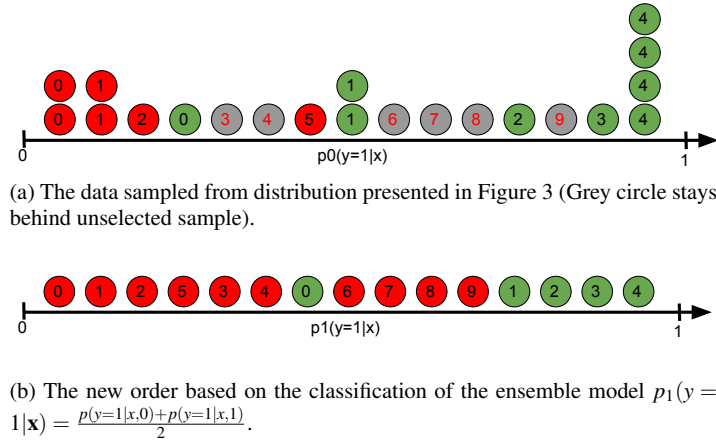 4
4
0 1 1 4
0 1 2 0 3 4 5 1 6 7 8 2 9 3 4
0 p0(y=1|x) 1
(a) The data sampled from distribution presented in Figure 3 (Grey circle stays
behind unselected sample).
0 1 2 5 3 4 0 6 7 8 9 1 2 3 4
0 p1(y=1|x) 1
(b) The new order based on the classification of the ensemble model p₁(y =
1|x) = p(y=1|x,0)+p(y=1|x,1)/2.